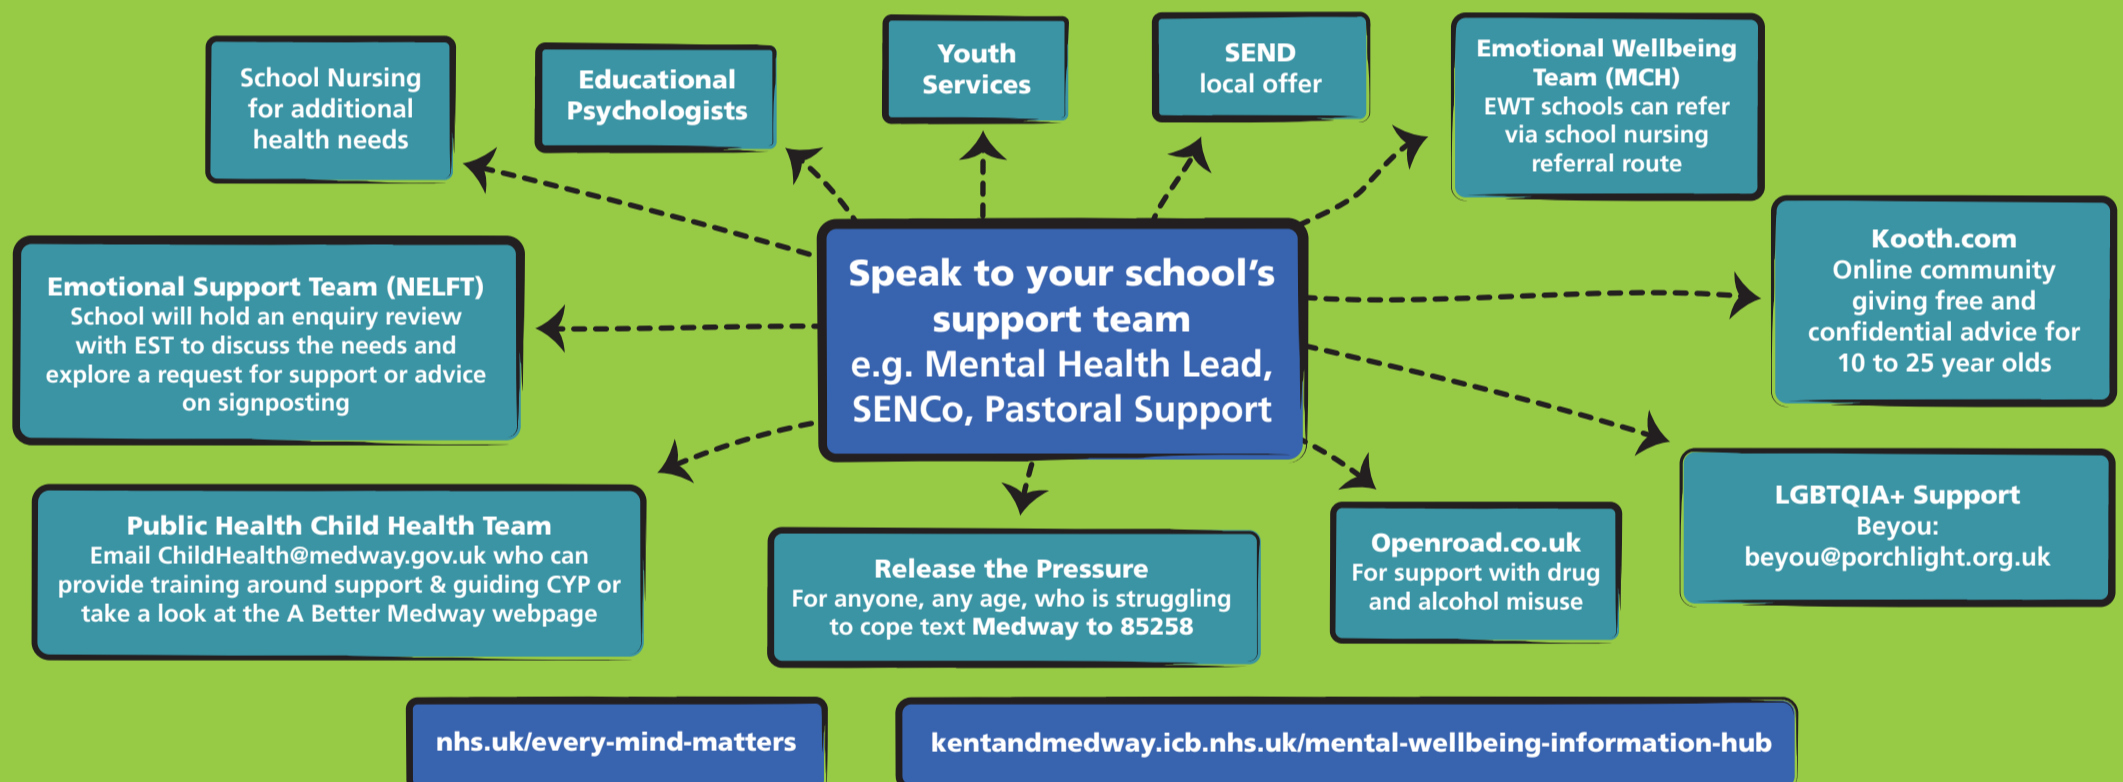 School Nursing
for additional
health needs
Educational
Psychologists
Youth
Services
SEND
local offer
Emotional Wellbeing
Team (MCH)
EWT schools can refer
via school nursing
referral route
Emotional Support Team (NELFT)
School will hold an enquiry review
with EST to discuss the needs and
explore a request for support or advice
on signposting
Speak to your school’s
support team
e.g. Mental Health Lead,
SENCo, Pastoral Support
Kooth.com
Online community
giving free and
confidential advice for
10 to 25 year olds
Public Health Child Health Team
Email ChildHealth@medway.gov.uk who can
provide training around support & guiding CYP or
take a look at the A Better Medway webpage
Release the Pressure
For anyone, any age, who is struggling
to cope text Medway to 85258
Openroad.co.uk
For support with drug
and alcohol misuse
LGBTQIA+ Support
Beyou:
beyou@porchlight.org.uk
nhs.uk/every-mind-matters
kentandmedway.icb.nhs.uk/mental-wellbeing-information-hub